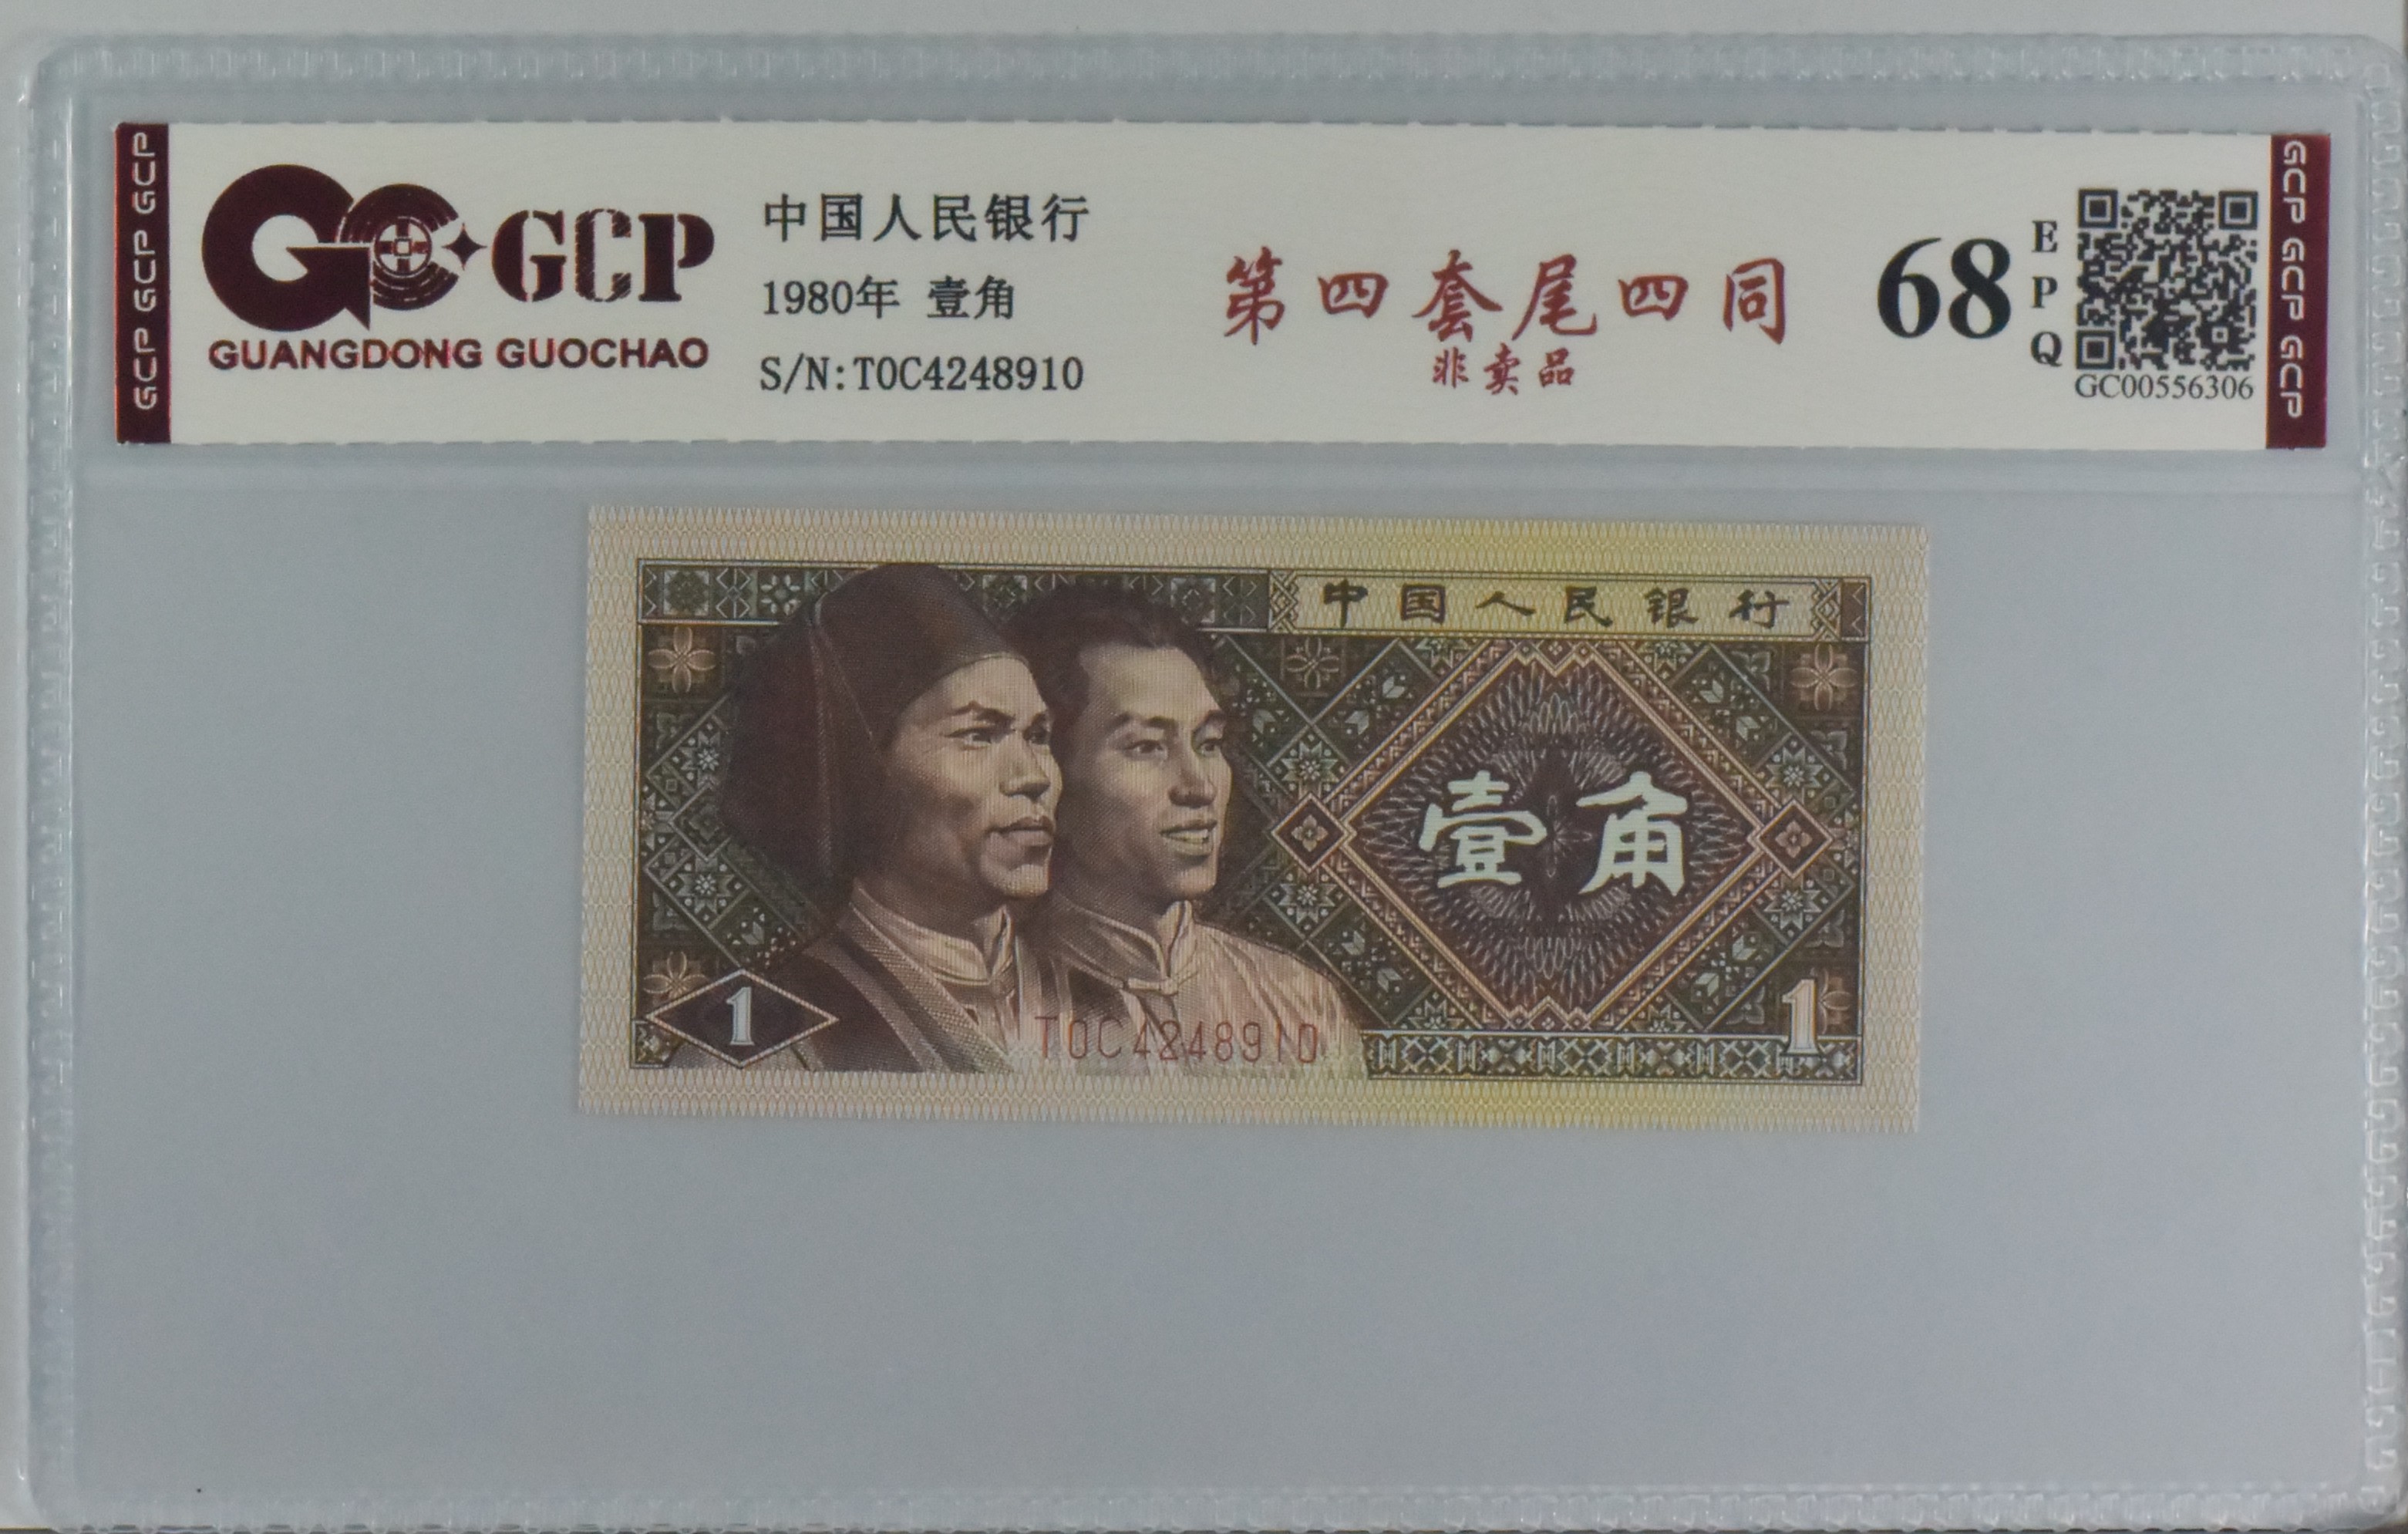 GCP GCP GCP
GCP
GUANGDONG GUOCHAO
中国人民银行
1980年 壹角
S/N:T0C4248910
第四套尾四同
非卖品
68
E
P
Q
GC00556306
GCP GCP GCP
中国人民银行
壹角
1
T0C4248910
1